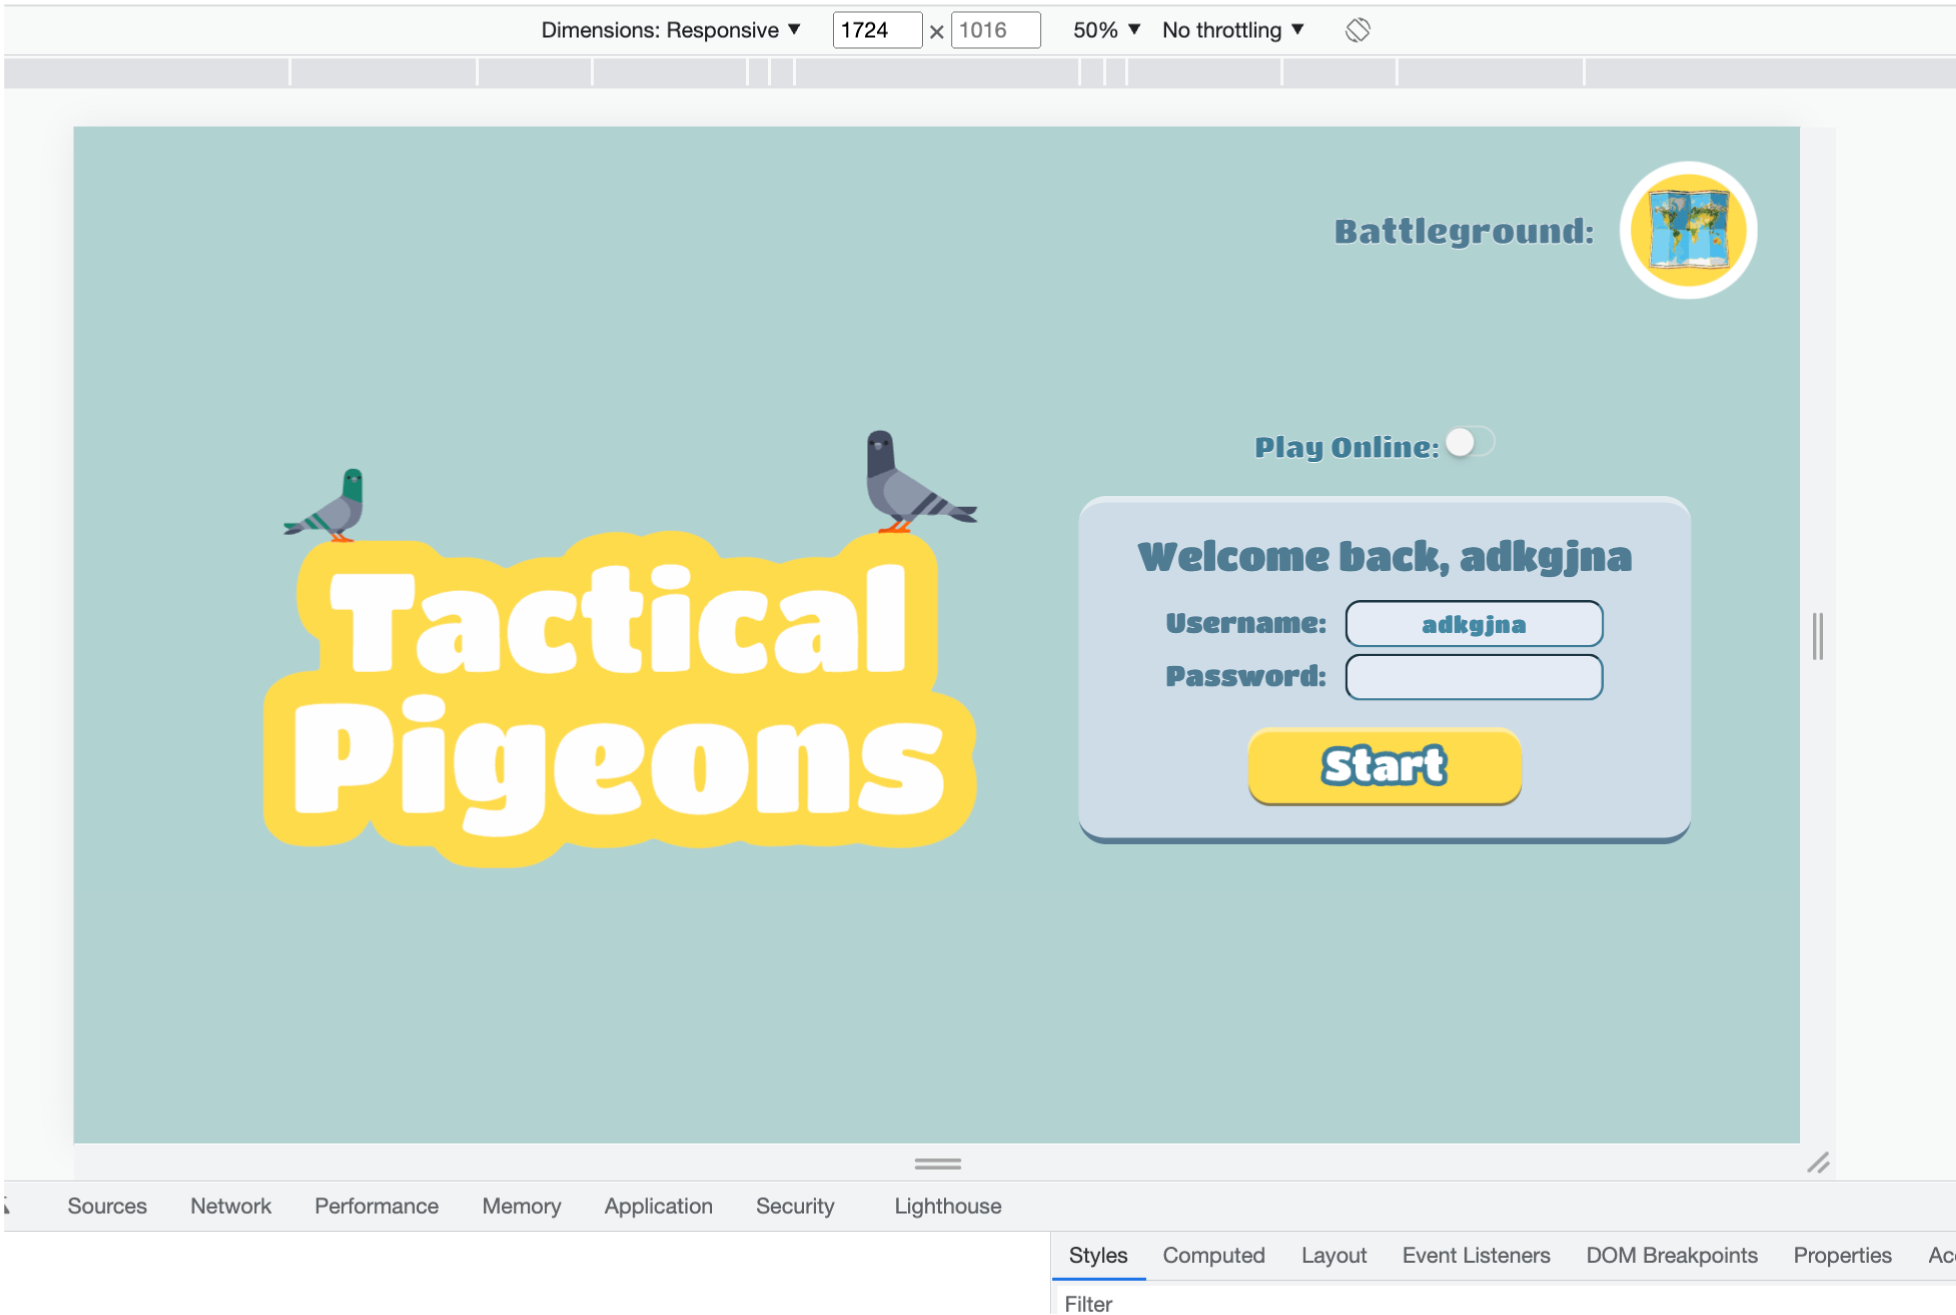 Dimensions: Responsive ▼ 1724 × 1016 50% ▼ No throttling ▼
Battleground:
Play Online:
Tactical
Pigeons
Welcome back, adkgjna
Username: adkgjna
Password:
Start
Sources Network Performance Memory Application Security Lighthouse
Styles Computed Layout Event Listeners DOM Breakpoints Properties
Filter